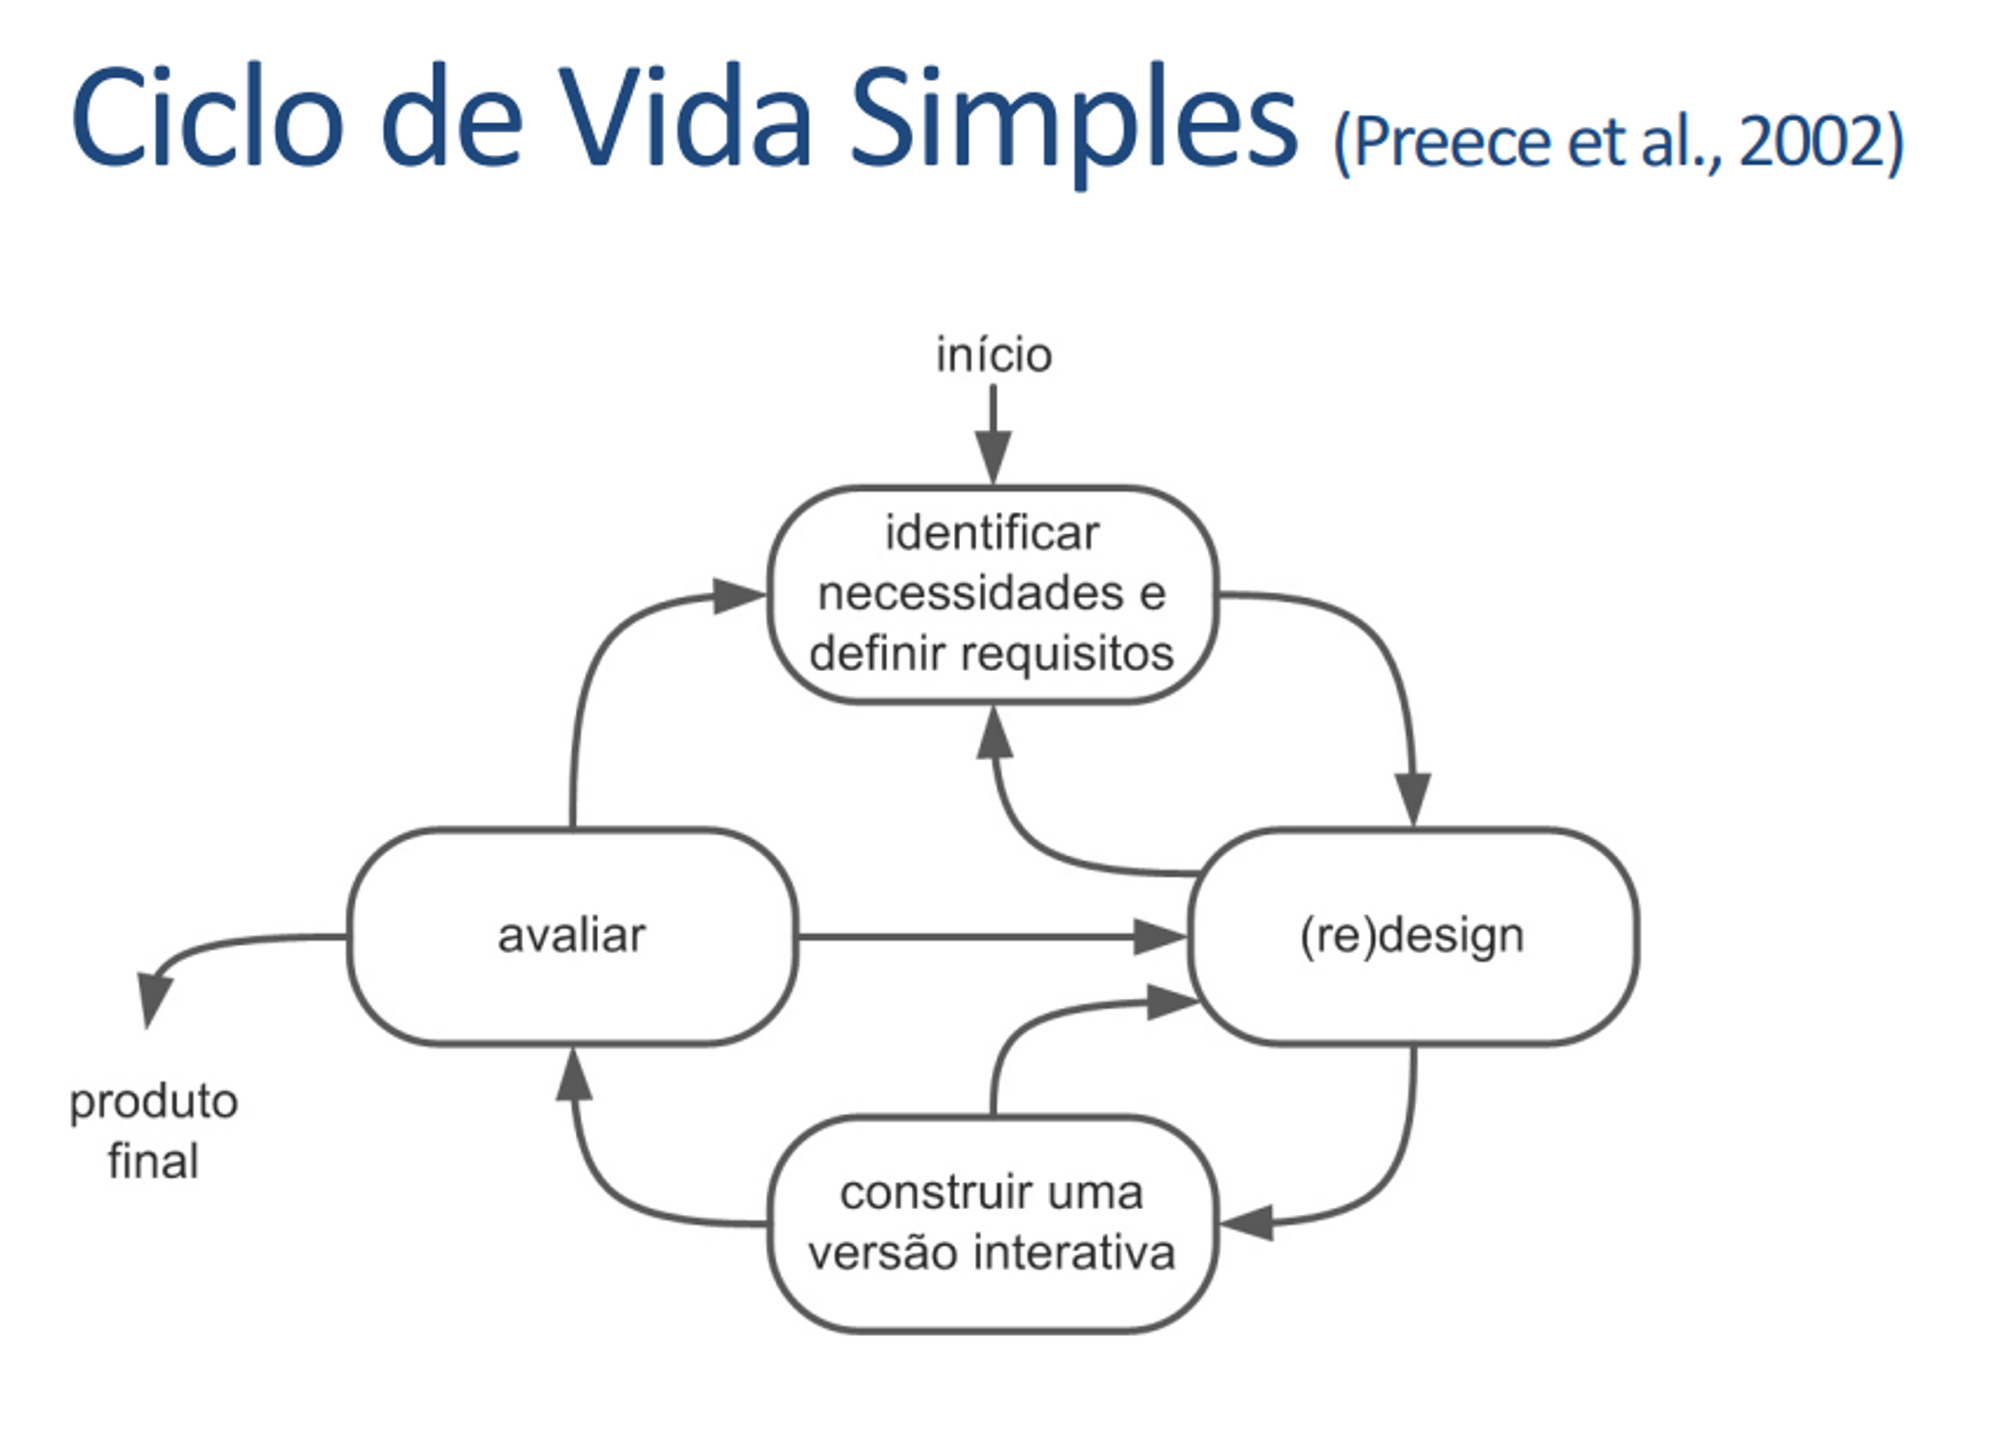 Ciclo de Vida Simples (Preece et al., 2002)
início
identificar
necessidades e
definir requisitos
avaliar
(re)design
produto
final
construir uma
versão interativa